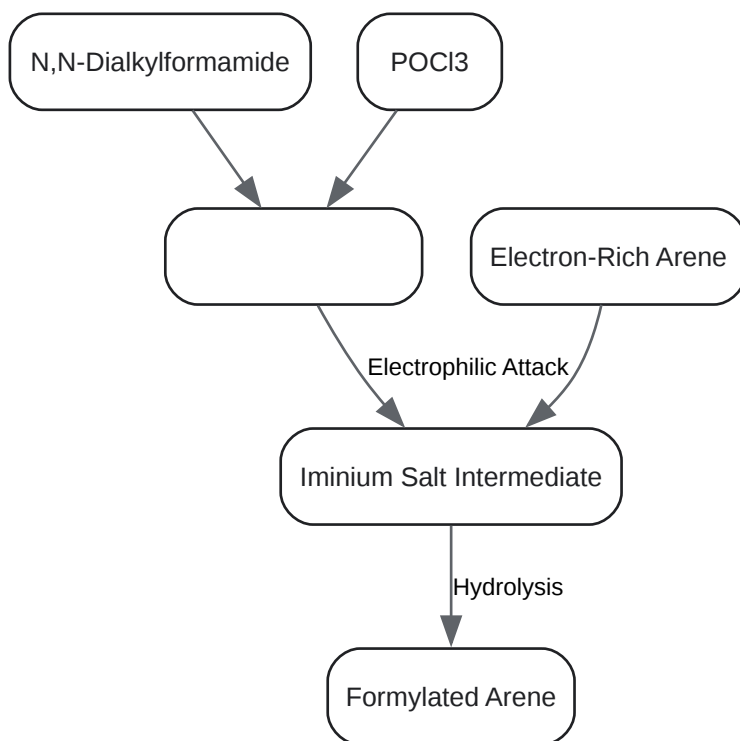 N,N-Dialkylformamide
POCl3
Electron-Rich Arene
Electrophilic Attack
Iminium Salt Intermediate
Hydrolysis
Formylated Arene